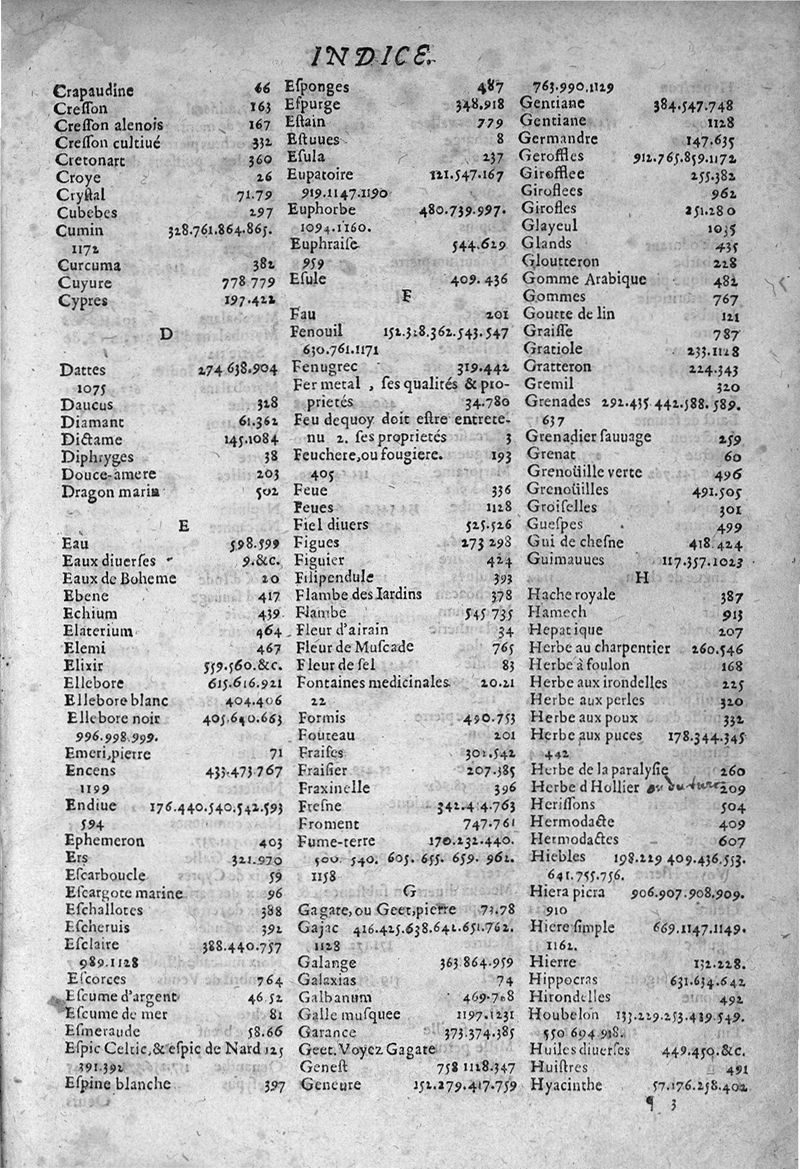 INDICE.
Crapaudine 66
Creſſon 163
Creſſon alenois 167
Creſſon cultiué 332
Cretonart 360
Croye 26
Cryſtal 71.79
Cubebes 297
Cumin 328.761.864.865.
1172
Curcuma 382
Cuyure 778 779
Cypres 197.422
D
Dattes 274 638.904
1075
Daucus 328
Diamant 61.362
Dictame 145.1084
Diphryges 38
Douce-amere 203
Dragon marin 502
E
Eau 598.599
Eaux diuerſes 9.&c.
Eaux de Boheme 20
Ebene 417
Echium 439
Elaterium 464
Elemi 467
Elixir 559.560.&c.
Ellebore 615.616.921
Ellebore blanc 404.406
Ellebore noir 405.640.663
996.998.999.
Emeri,pierre 71
Encens 433.473 767
1199
Endiue 176.440.540.542.593
594
Ephemeron 403
Ers 321.970
Eſcarboucle 59
Eſcargote marine 96
Eſchallotes 388
Eſcheruis 392
Eſclaire 388.440.757
989.1128
Eſcorces 764
Eſcume d'argent 46.52
Eſcume de mer 81
Eſmeraude 58.66
Eſpic Celtic,& eſpic de Nard 125
391.392
Eſpine blanche 397
Eſponges 487
Eſpurge 348.918
Eſtain 779
Eſtuues 8
Eſula 237
Eupatoire 121.547.167
919.1147.1190
Euphorbe 480.739.997.
1094.1160.
Euphraiſe 544.629
959
Eſule 409. 436
F
Fau 201
Fenouil 152.328.362.543.547
630.761.1171
Fenugrec 319.442
Fer metal , ſes qualités & pro-
prietés 34.780
Feu dequoy doit eſtre entrete-
nu 2. ſes proprietés 3
Feuchere,ou fougiere. 193
405
Feue 336
Feues 1128
Fiel diuers 525.526
Figues 273 298
Figuier 424
Filipendule 393
Flambe des Iardins 378
Flambe 545 735
Fleur d'airain 34
Fleur de Muſcade 765
Fleur de ſel 83
Fontaines medicinales 20.21
22
Formis 490.753
Fouteau 201
Fraiſes 301.542
Fraiſier 207.385
Fraxinelle 396
Freſne 342.414.763
Froment 747.761
Fume-terre 170.232.440.
500. 540. 605. 655. 659. 962.
1158
G
Gagate,ou Geet,pierre 73.78
Gajac 416.425.638.641.651.762.
1128
Galange 363.864.959
Galaxias 74
Galbanum 469.768
Galle muſquee 1197.1231
Garance 373.374.385
Geet.Voyez Gagate
Geneſt 758 1128.347
Geneure 152.279.417.759
763.990.1129
Gentiane 384.547.748
Gentiane 1128
Germandre 147.635
Geroffles 912.765.859.1172
Girofflee 255.382
Giroflees 962
Girofles 251.280
Glayeul 1035
Glands 435
Gloutteron 228
Gomme Arabique 482
Gommes 767
Goutte de lin 121
Graiſſe 787
Gratiole 233.1128
Gratteron 224.343
Gremil 320
Grenades 292.435 442.588. 589.
637
Grenadier ſauuage 259
Grenat 60
Grenoüille verte 496
Grenoüilles 491.505
Groiſelles 301
Gueſpes 499
Gui de cheſne 418 424
Guimauues 117.357.1023
H
Hache royale 387
Hamech 913
Hepatique 207
Herbe au charpentier 260.546
Herbe à foulon 168
Herbe aux irondelles 225
Herbe aux perles 320
Herbe aux poux 332
Herbe aux puces 178.344.345
442
Herbe de la paralyſie 260
Herbe d'Hollier 209
Heriſſons 504
Hermodacte 409
Hermodactes 607
Hiebles 198.229 409.436.553.
641.755.756.
Hiera picra 906.907.908.909.
910
Hiere ſimple 669.1147.1149.
1162.
Hierre 132.228.
Hippocras 631.634.642
Hirondelles 492
Houbelon 133.229.253.439.549.
550 694 918.
Huiles diuerſes 449.450.&c.
Huiſtres 491
Hyacinthe 57.176.258.402
¶ 3